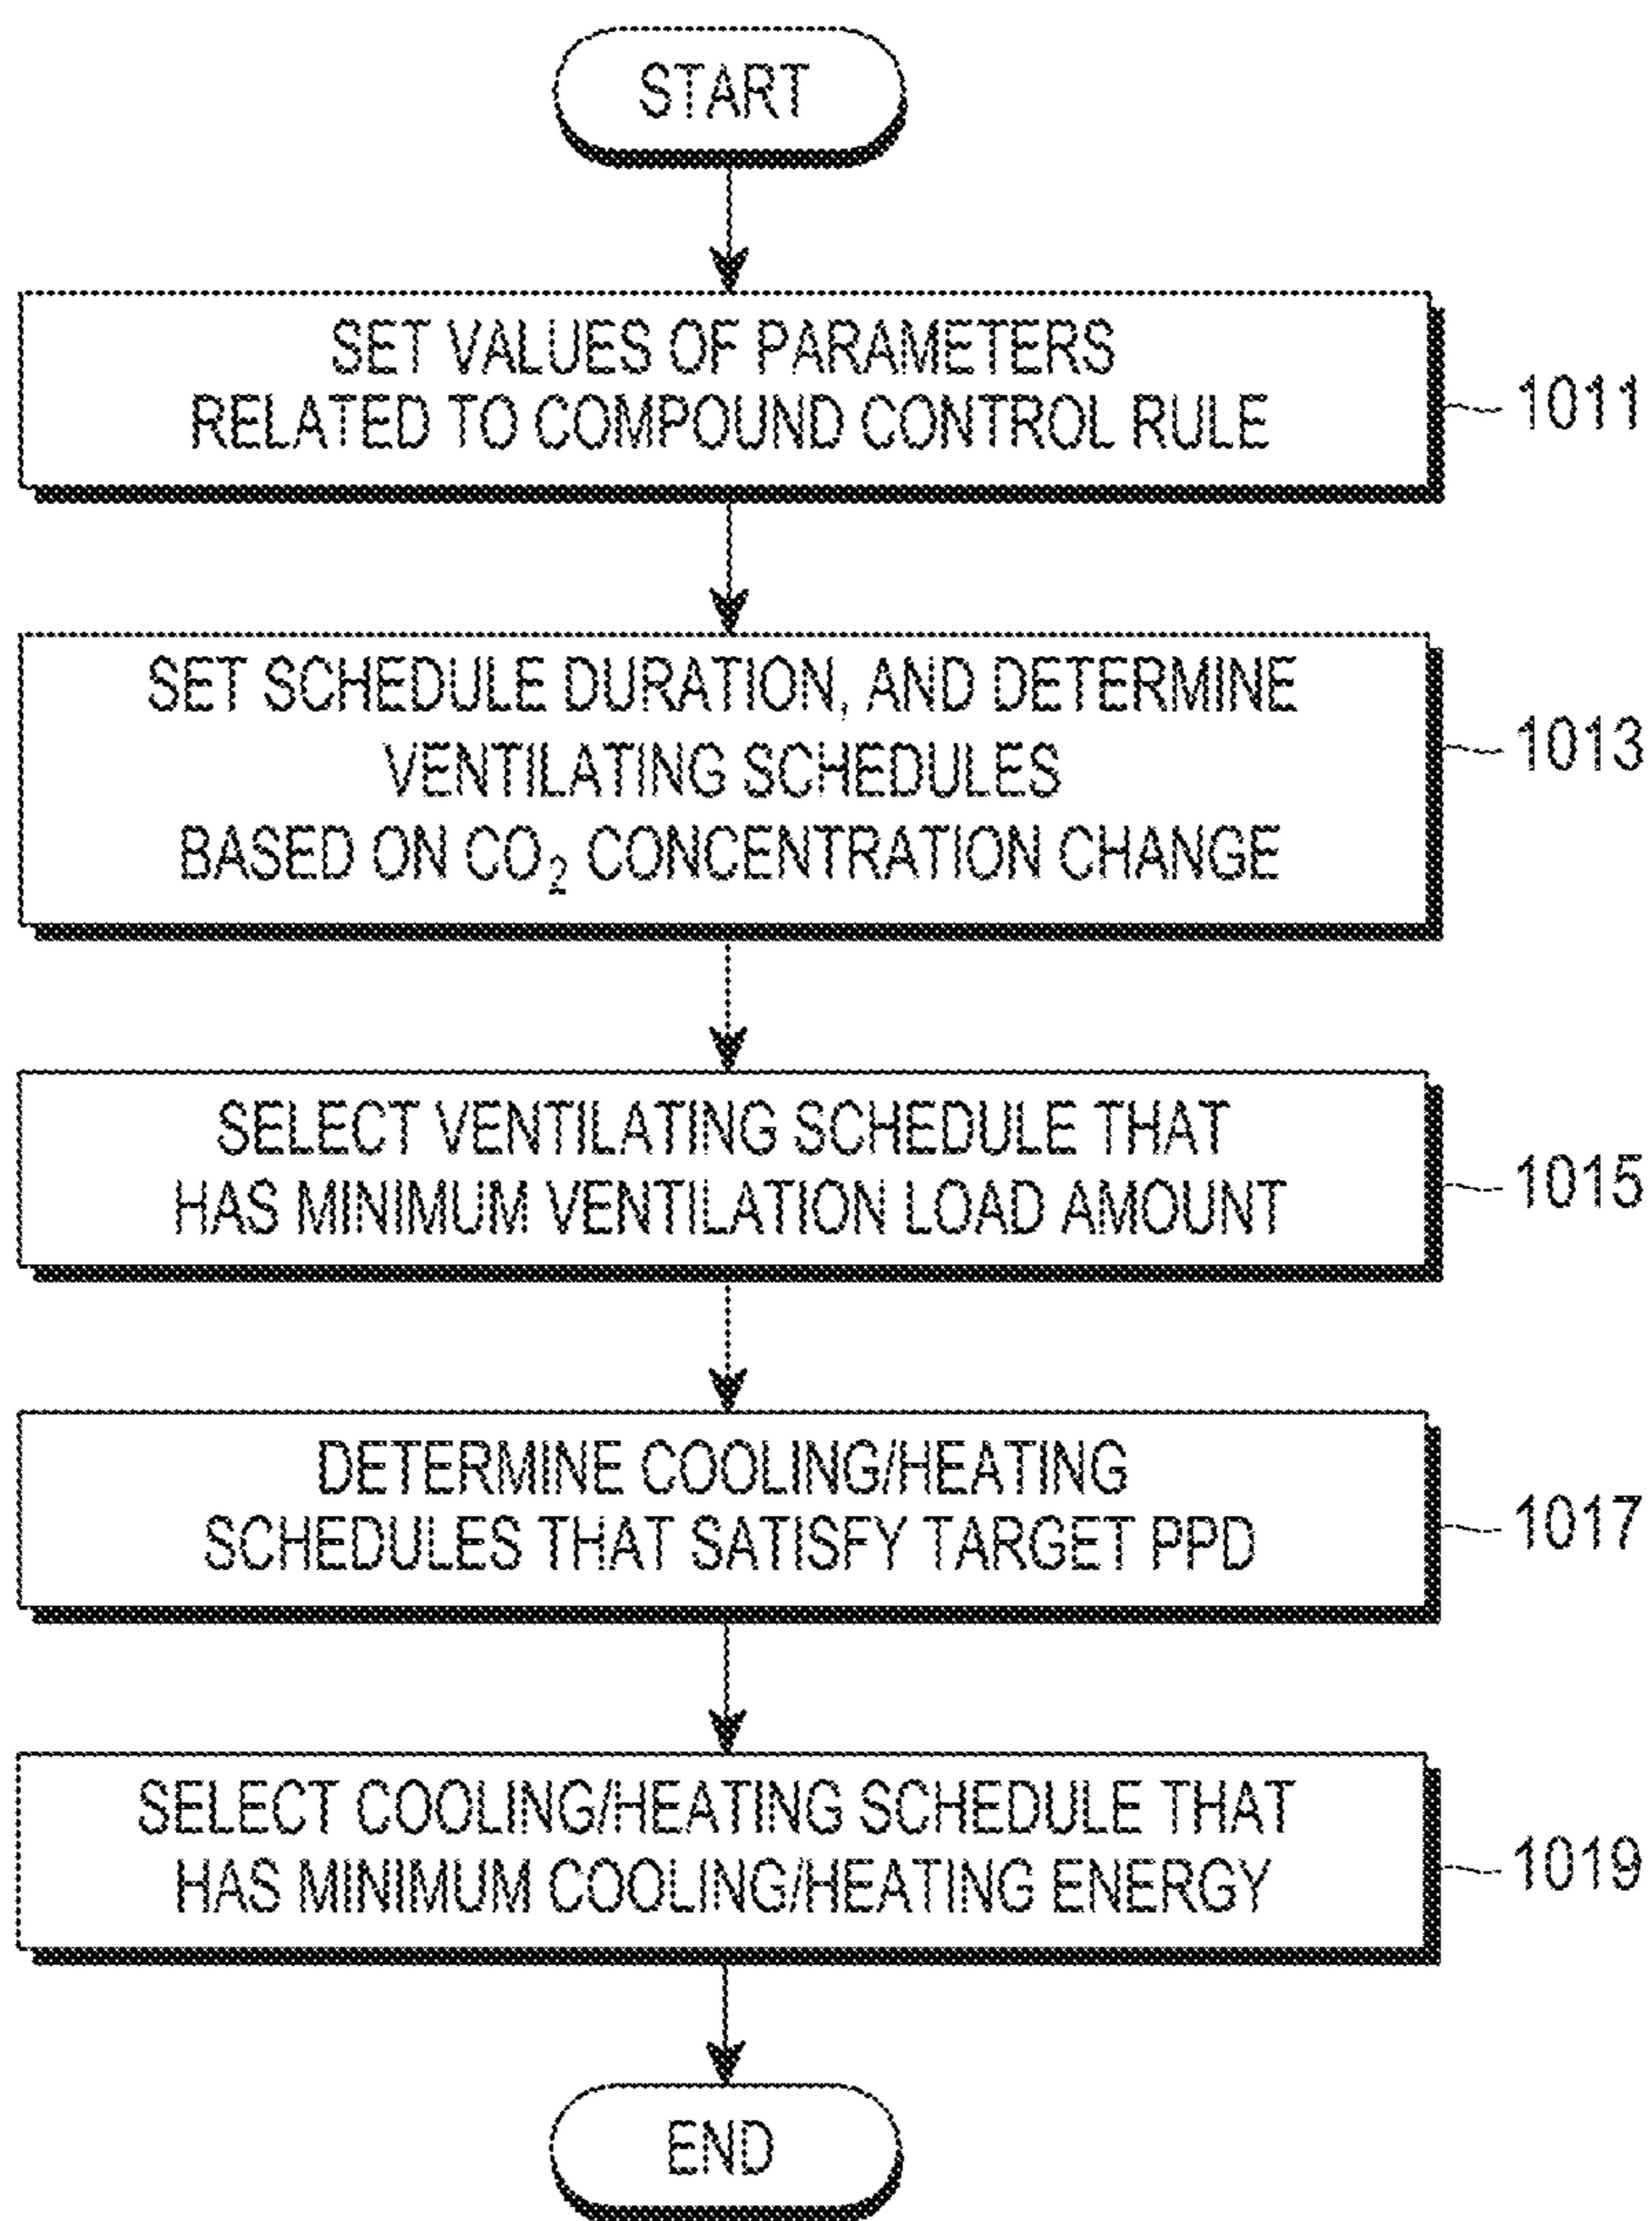 START
SET VALUES OF PARAMETERS
RELATED TO COMPOUND CONTROL RULE
1011
SET SCHEDULE DURATION, AND DETERMINE
VENTILATING SCHEDULES
BASED ON CO₂ CONCENTRATION CHANGE
1013
SELECT VENTILATING SCHEDULE THAT
HAS MINIMUM VENTILATION LOAD AMOUNT
1015
DETERMINE COOLING/HEATING
SCHEDULES THAT SATISFY TARGET PPD
1017
SELECT COOLING/HEATING SCHEDULE THAT
HAS MINIMUM COOLING/HEATING ENERGY
1019
END